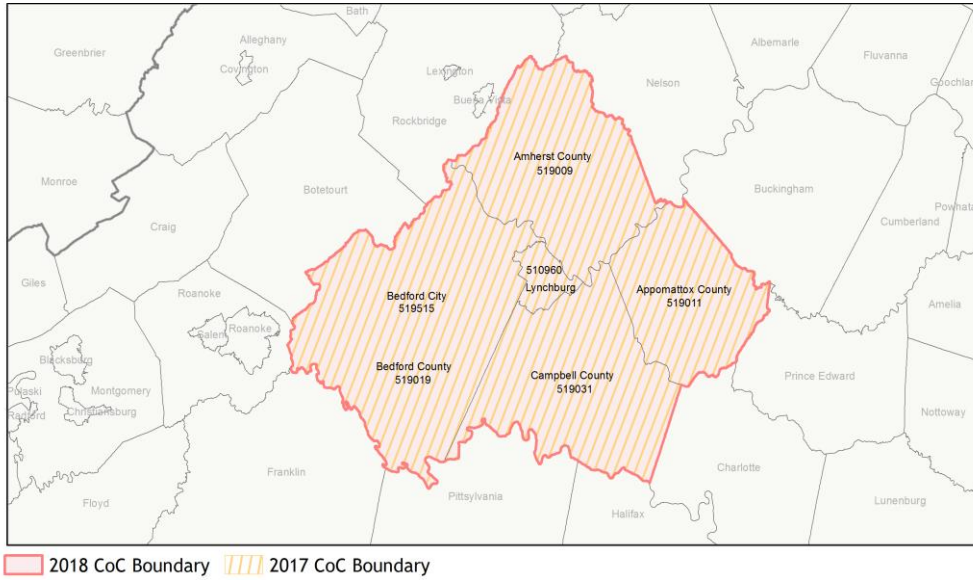 Bath
Greenbrier
Alleghany
Albemarle
Fluvanna
Covington
Lexington
Nelson
Goochlan
Buena Vista
Rockbridge
Amherst County
519009
Monroe
Botetourt
Buckingham
Powhata
Craig
Cumberland
510960
Giles
Lynchburg
Appomattox County
519011
Bedford City
519515
Roanoke
Amelia
Roanoke
Salem
Blacksburg
Bedford County
519019
Campbell County
519031
Prince Edward
Pulaski
Montgomery
Radford
Christiansburg
Nottoway
Franklin
Charlotte
Pittsylvania
Floyd
Halifax
Lunenburg
2018 CoC Boundary
2017 CoC Boundary